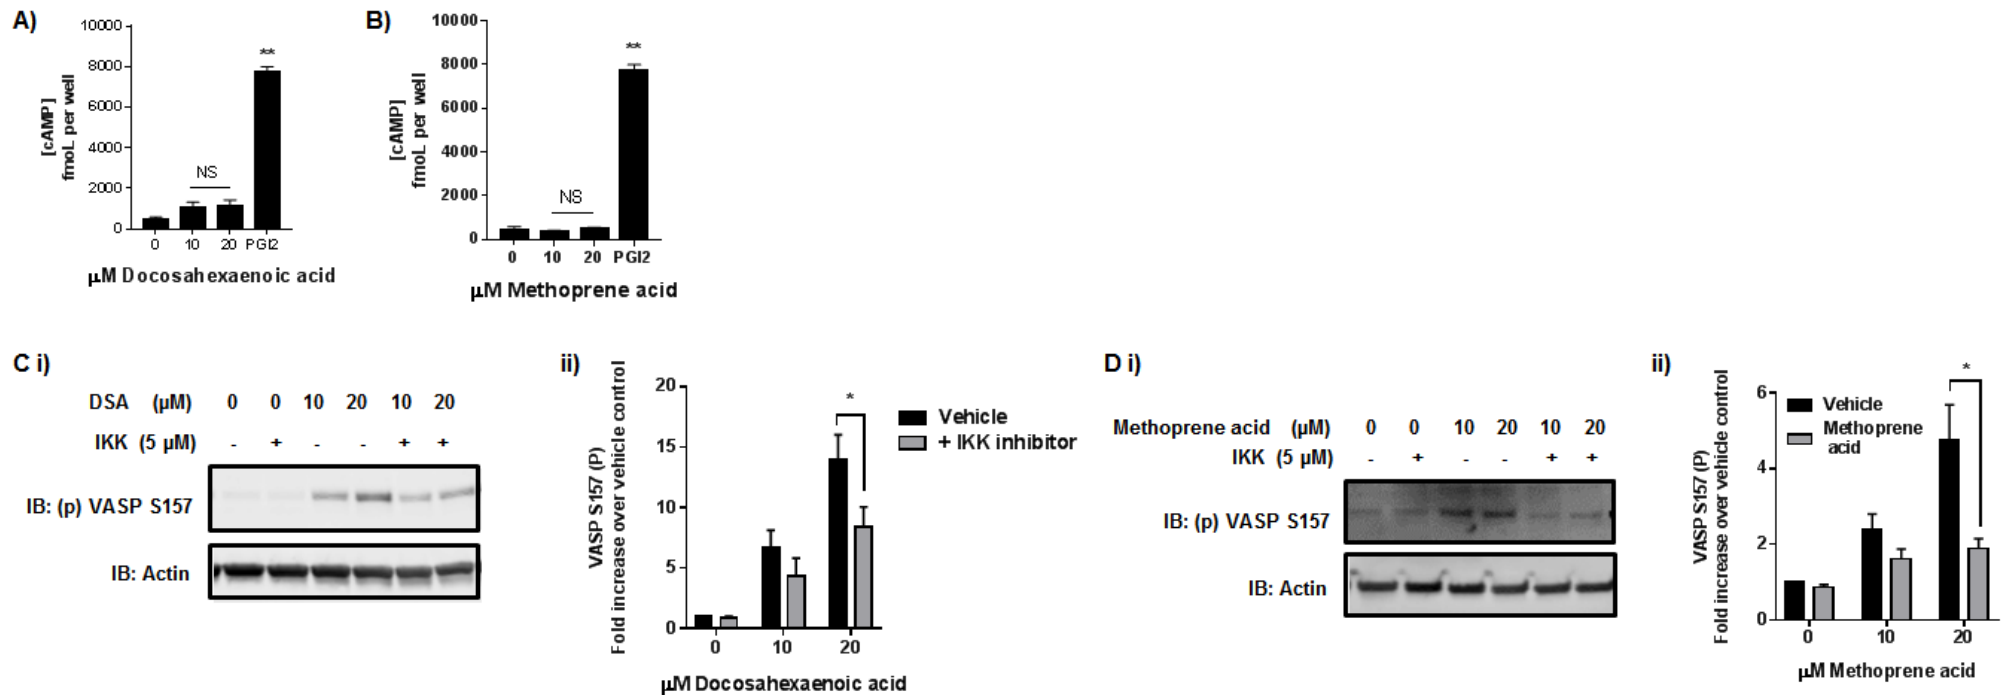 A)
10000
8000
6000
4000
2000
0
[cAMP]
fmoL per well
**
NS
0 10 20 PGI2
µM Docosahexaenoic acid
B)
10000
8000
6000
4000
2000
0
[cAMP]
fmoL per well
**
NS
0 10 20 PGI2
µM Methoprene acid
C i)
DSA (µM) 0 0 10 20 10 20
IKK (5 µM) - + - - + +
IB: (p) VASP S157
IB: Actin
ii)
VASP S157 (P)
Fold increase over vehicle control
20
15
10
5
0
*
Vehicle
+ IKK inhibitor
0 10 20
µM Docosahexaenoic acid
D i)
Methoprene acid (µM) 0 0 10 20 10 20
IKK (5 µM) - + - - + +
IB: (p) VASP S157
IB: Actin
ii)
VASP S157 (P)
Fold increase over vehicle control
6
4
2
0
*
Vehicle
Methoprene
acid
0 10 20
µM Methoprene acid